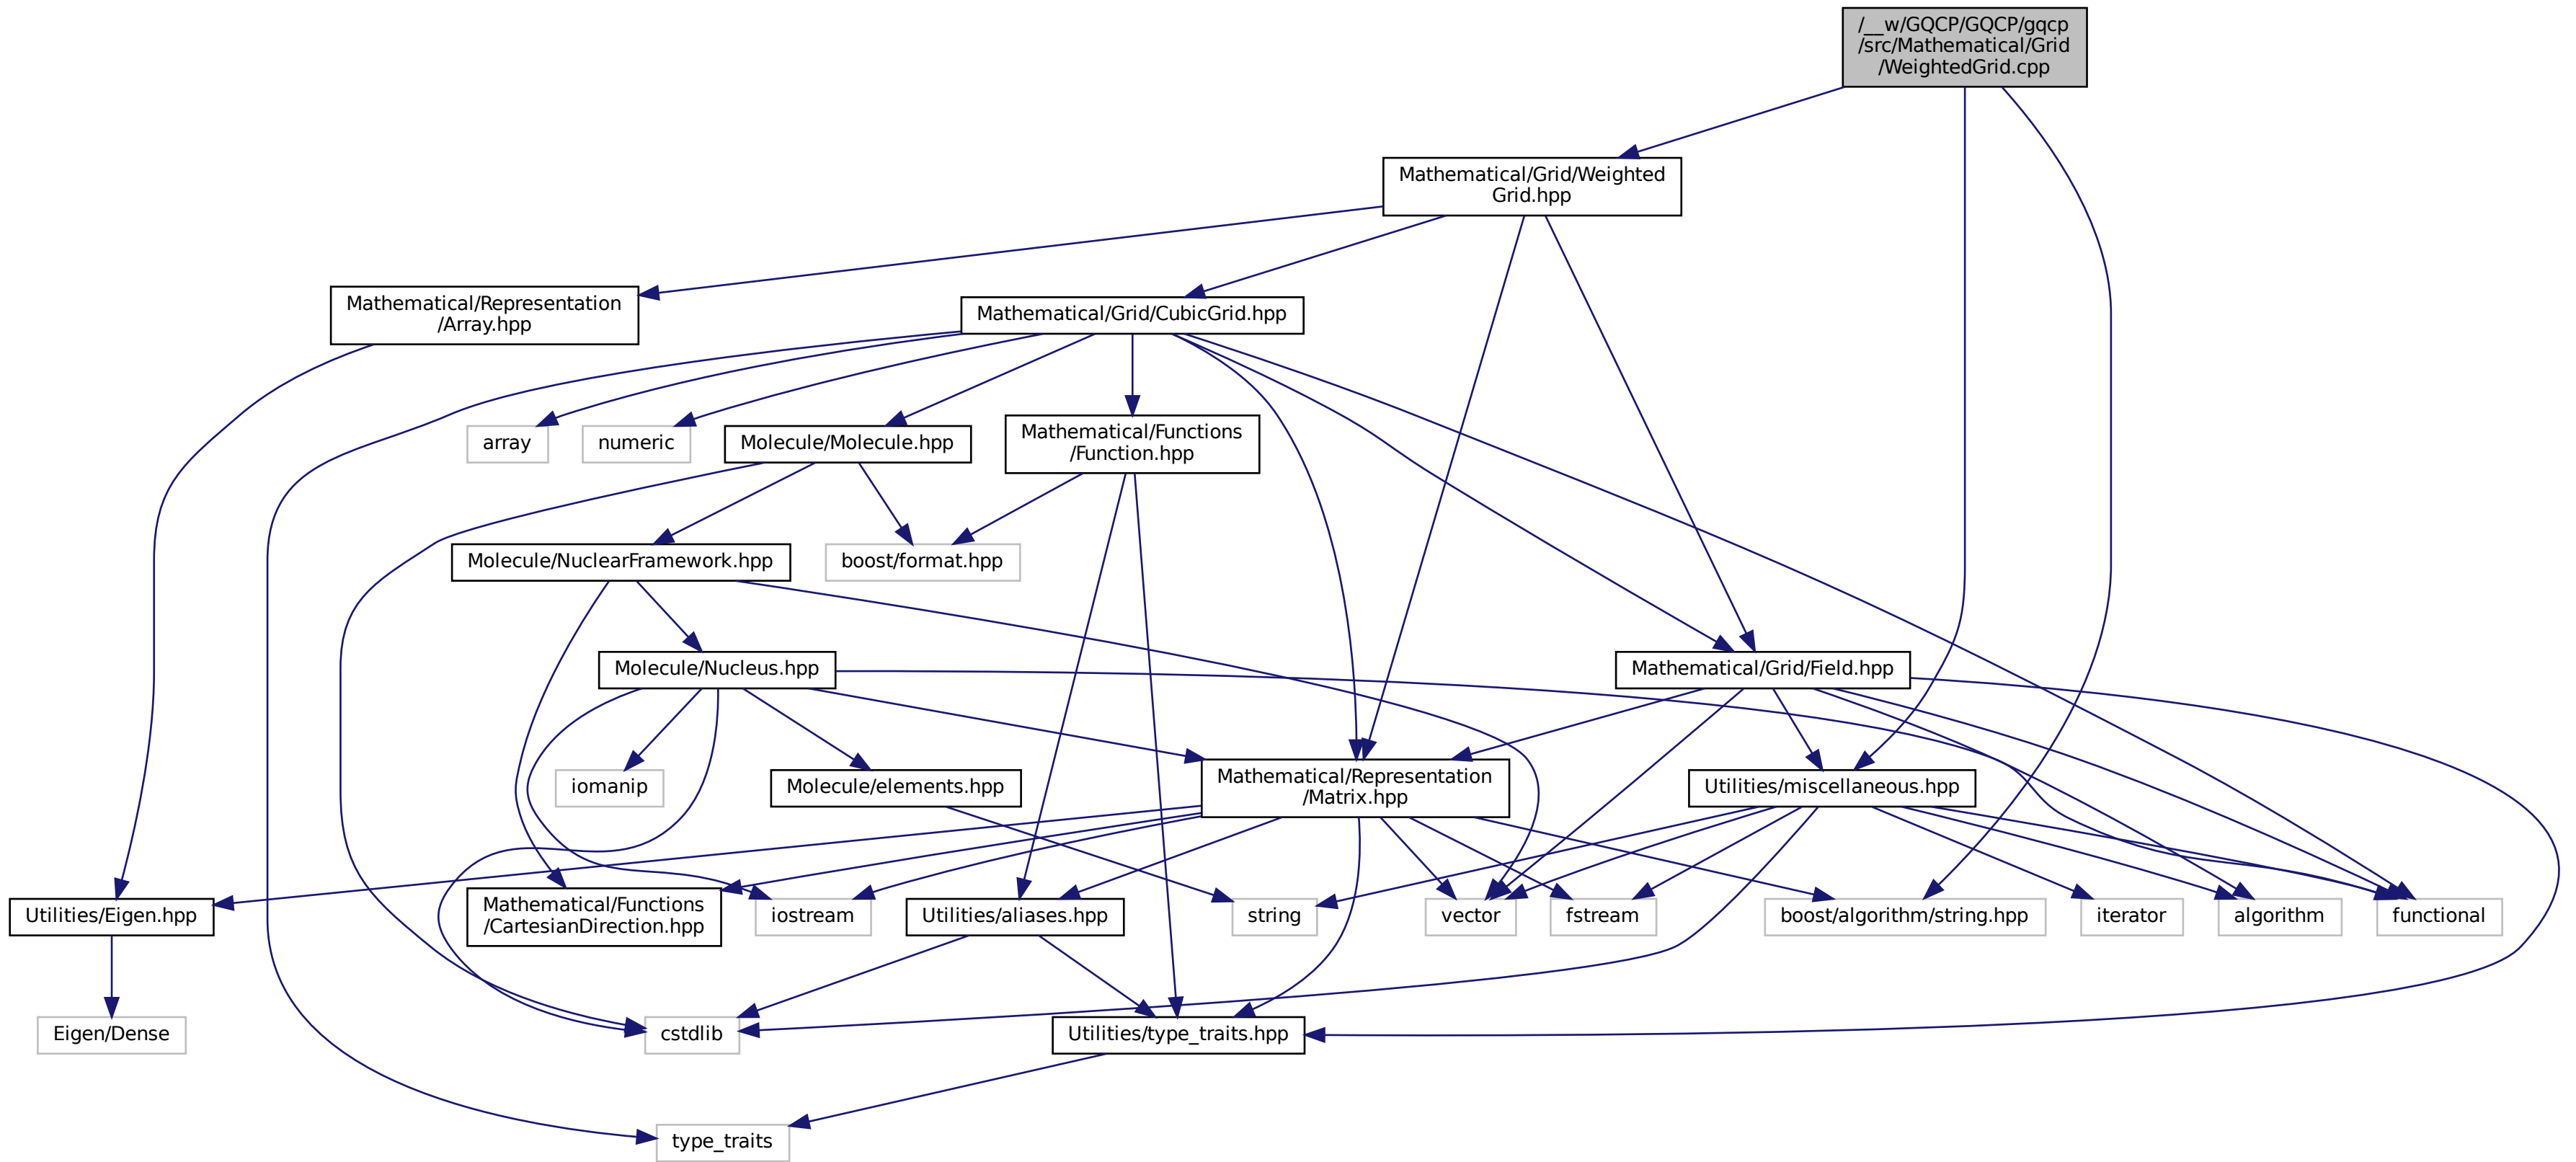 /__w/GQCP/GQCP/gqcp
/src/Mathematical/Grid
/WeightedGrid.cpp
Mathematical/Grid/Weighted
Grid.hpp
Mathematical/Representation
/Array.hpp
Mathematical/Grid/CubicGrid.hpp
array
numeric
Molecule/Molecule.hpp
Mathematical/Functions
/Function.hpp
Molecule/NuclearFramework.hpp
boost/format.hpp
Molecule/Nucleus.hpp
Mathematical/Grid/Field.hpp
iomanip
Molecule/elements.hpp
Mathematical/Representation
/Matrix.hpp
Utilities/miscellaneous.hpp
Utilities/Eigen.hpp
Mathematical/Functions
/CartesianDirection.hpp
iostream
Utilities/aliases.hpp
string
vector
fstream
boost/algorithm/string.hpp
iterator
algorithm
functional
Eigen/Dense
cstdlib
Utilities/type_traits.hpp
type_traits